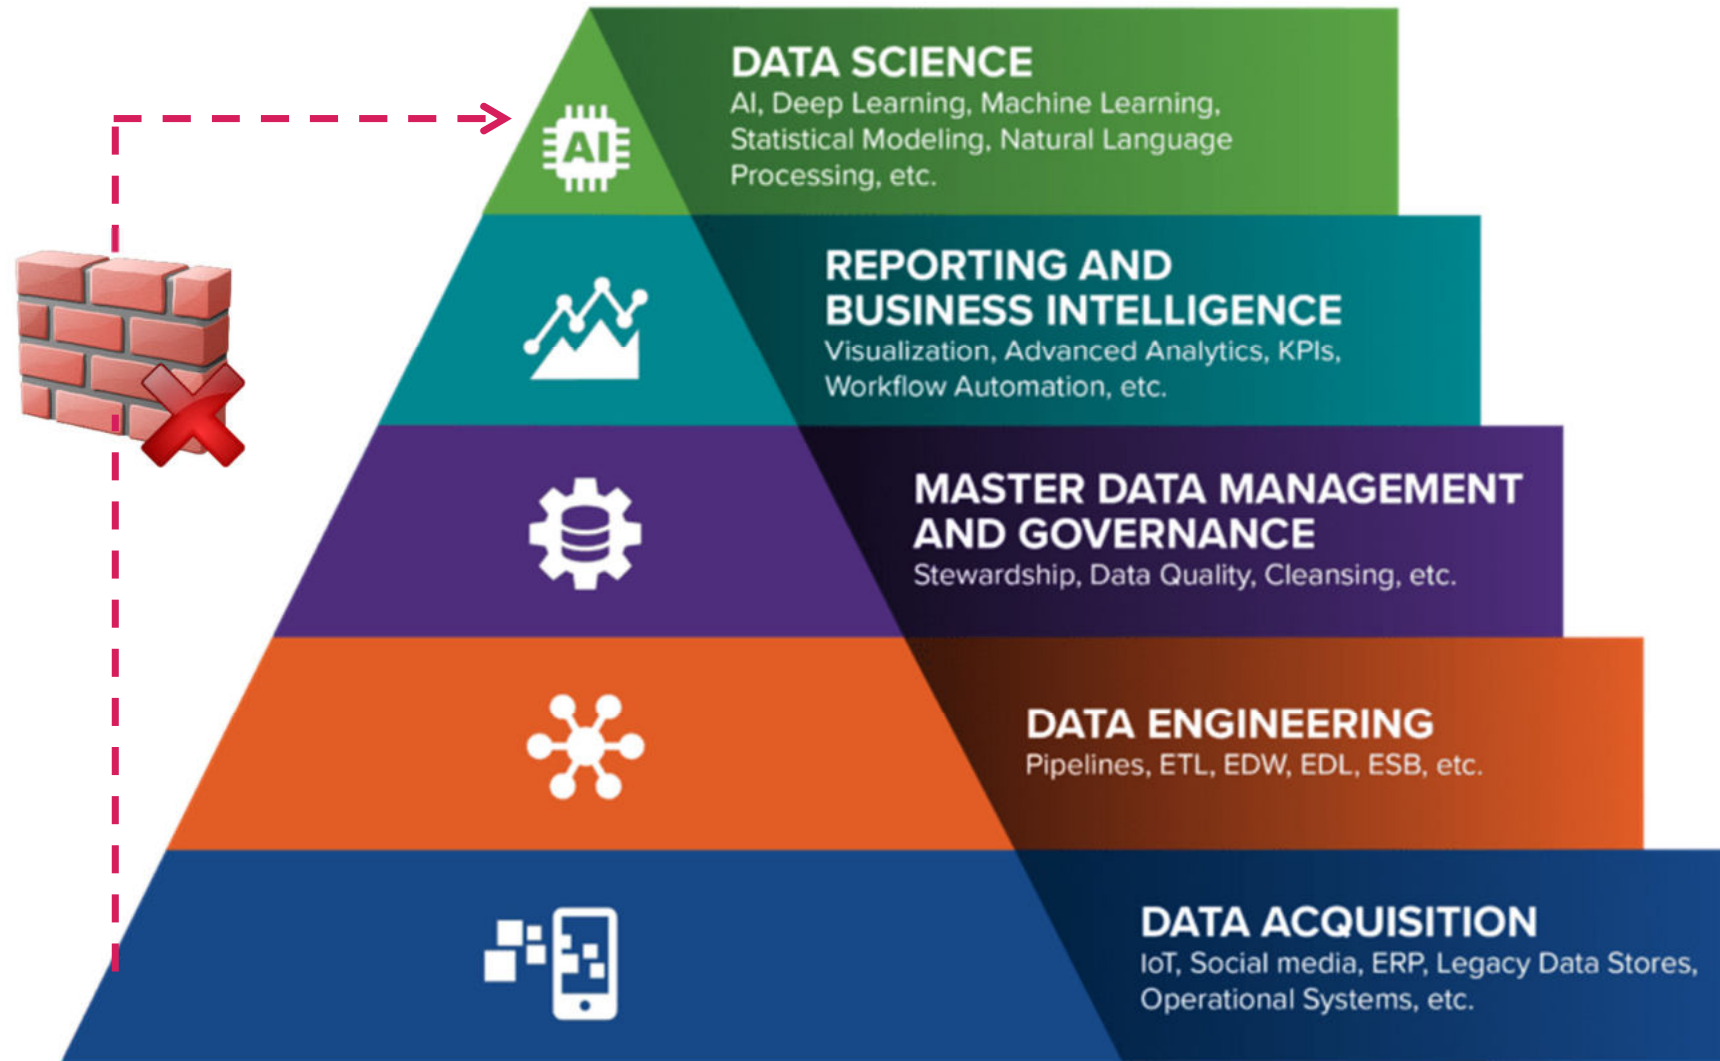 DATA SCIENCE
AI, Deep Learning, Machine Learning,
Statistical Modeling, Natural Language
Processing, etc.
AI
REPORTING AND
BUSINESS INTELLIGENCE
Visualization, Advanced Analytics, KPIs,
Workflow Automation, etc.
MASTER DATA MANAGEMENT
AND GOVERNANCE
Stewardship, Data Quality, Cleansing, etc.
DATA ENGINEERING
Pipelines, ETL, EDW, EDL, ESB, etc.
DATA ACQUISITION
IoT, Social media, ERP, Legacy Data Stores,
Operational Systems, etc.